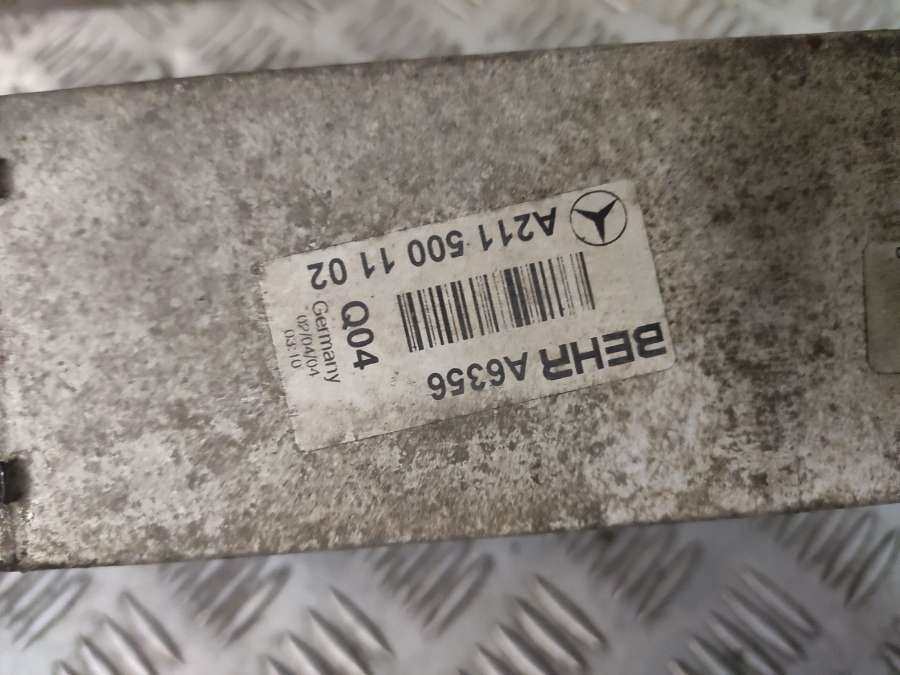 A211 500 11 02
Q04
Germany
02/04/04
03:10
BEHR A6356